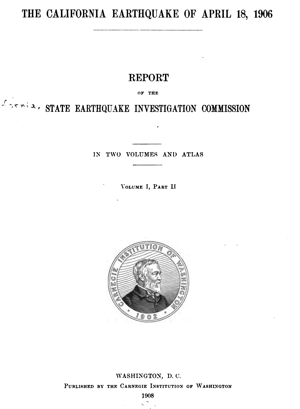 THE CALIFORNIA EARTHQUAKE OF APRIL 18, 1906
REPORT
OF THE
STATE EARTHQUAKE INVESTIGATION COMMISSION
IN TWO VOLUMES AND ATLAS
VOLUME I, PART II
CARNEGIE INSTITUTION OF WASHINGTON
1902
WASHINGTON, D. C.
PUBLISHED BY THE CARNEGIE INSTITUTION OF WASHINGTON
1908